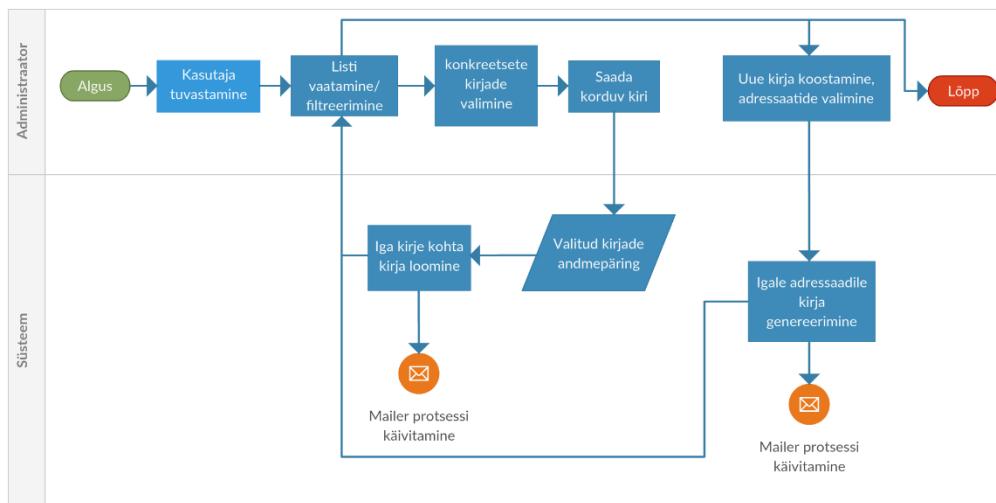 Administraator
Algus
Kasutaja
tuvastamine
Listi
vaatamine/
filtreerimine
konkreetsete
kirjade
valimine
Saada
korduv kiri
Uue kirja koostamine,
adressaatide valimine
Lõpp
Süsteem
Iga kirje kohta
kirja loomine
Valitud kirjade
andmepäring
Igale adressaadile
kirja
genereerimine
Mailer protsessi
käivitamine
Mailer protsessi
käivitamine